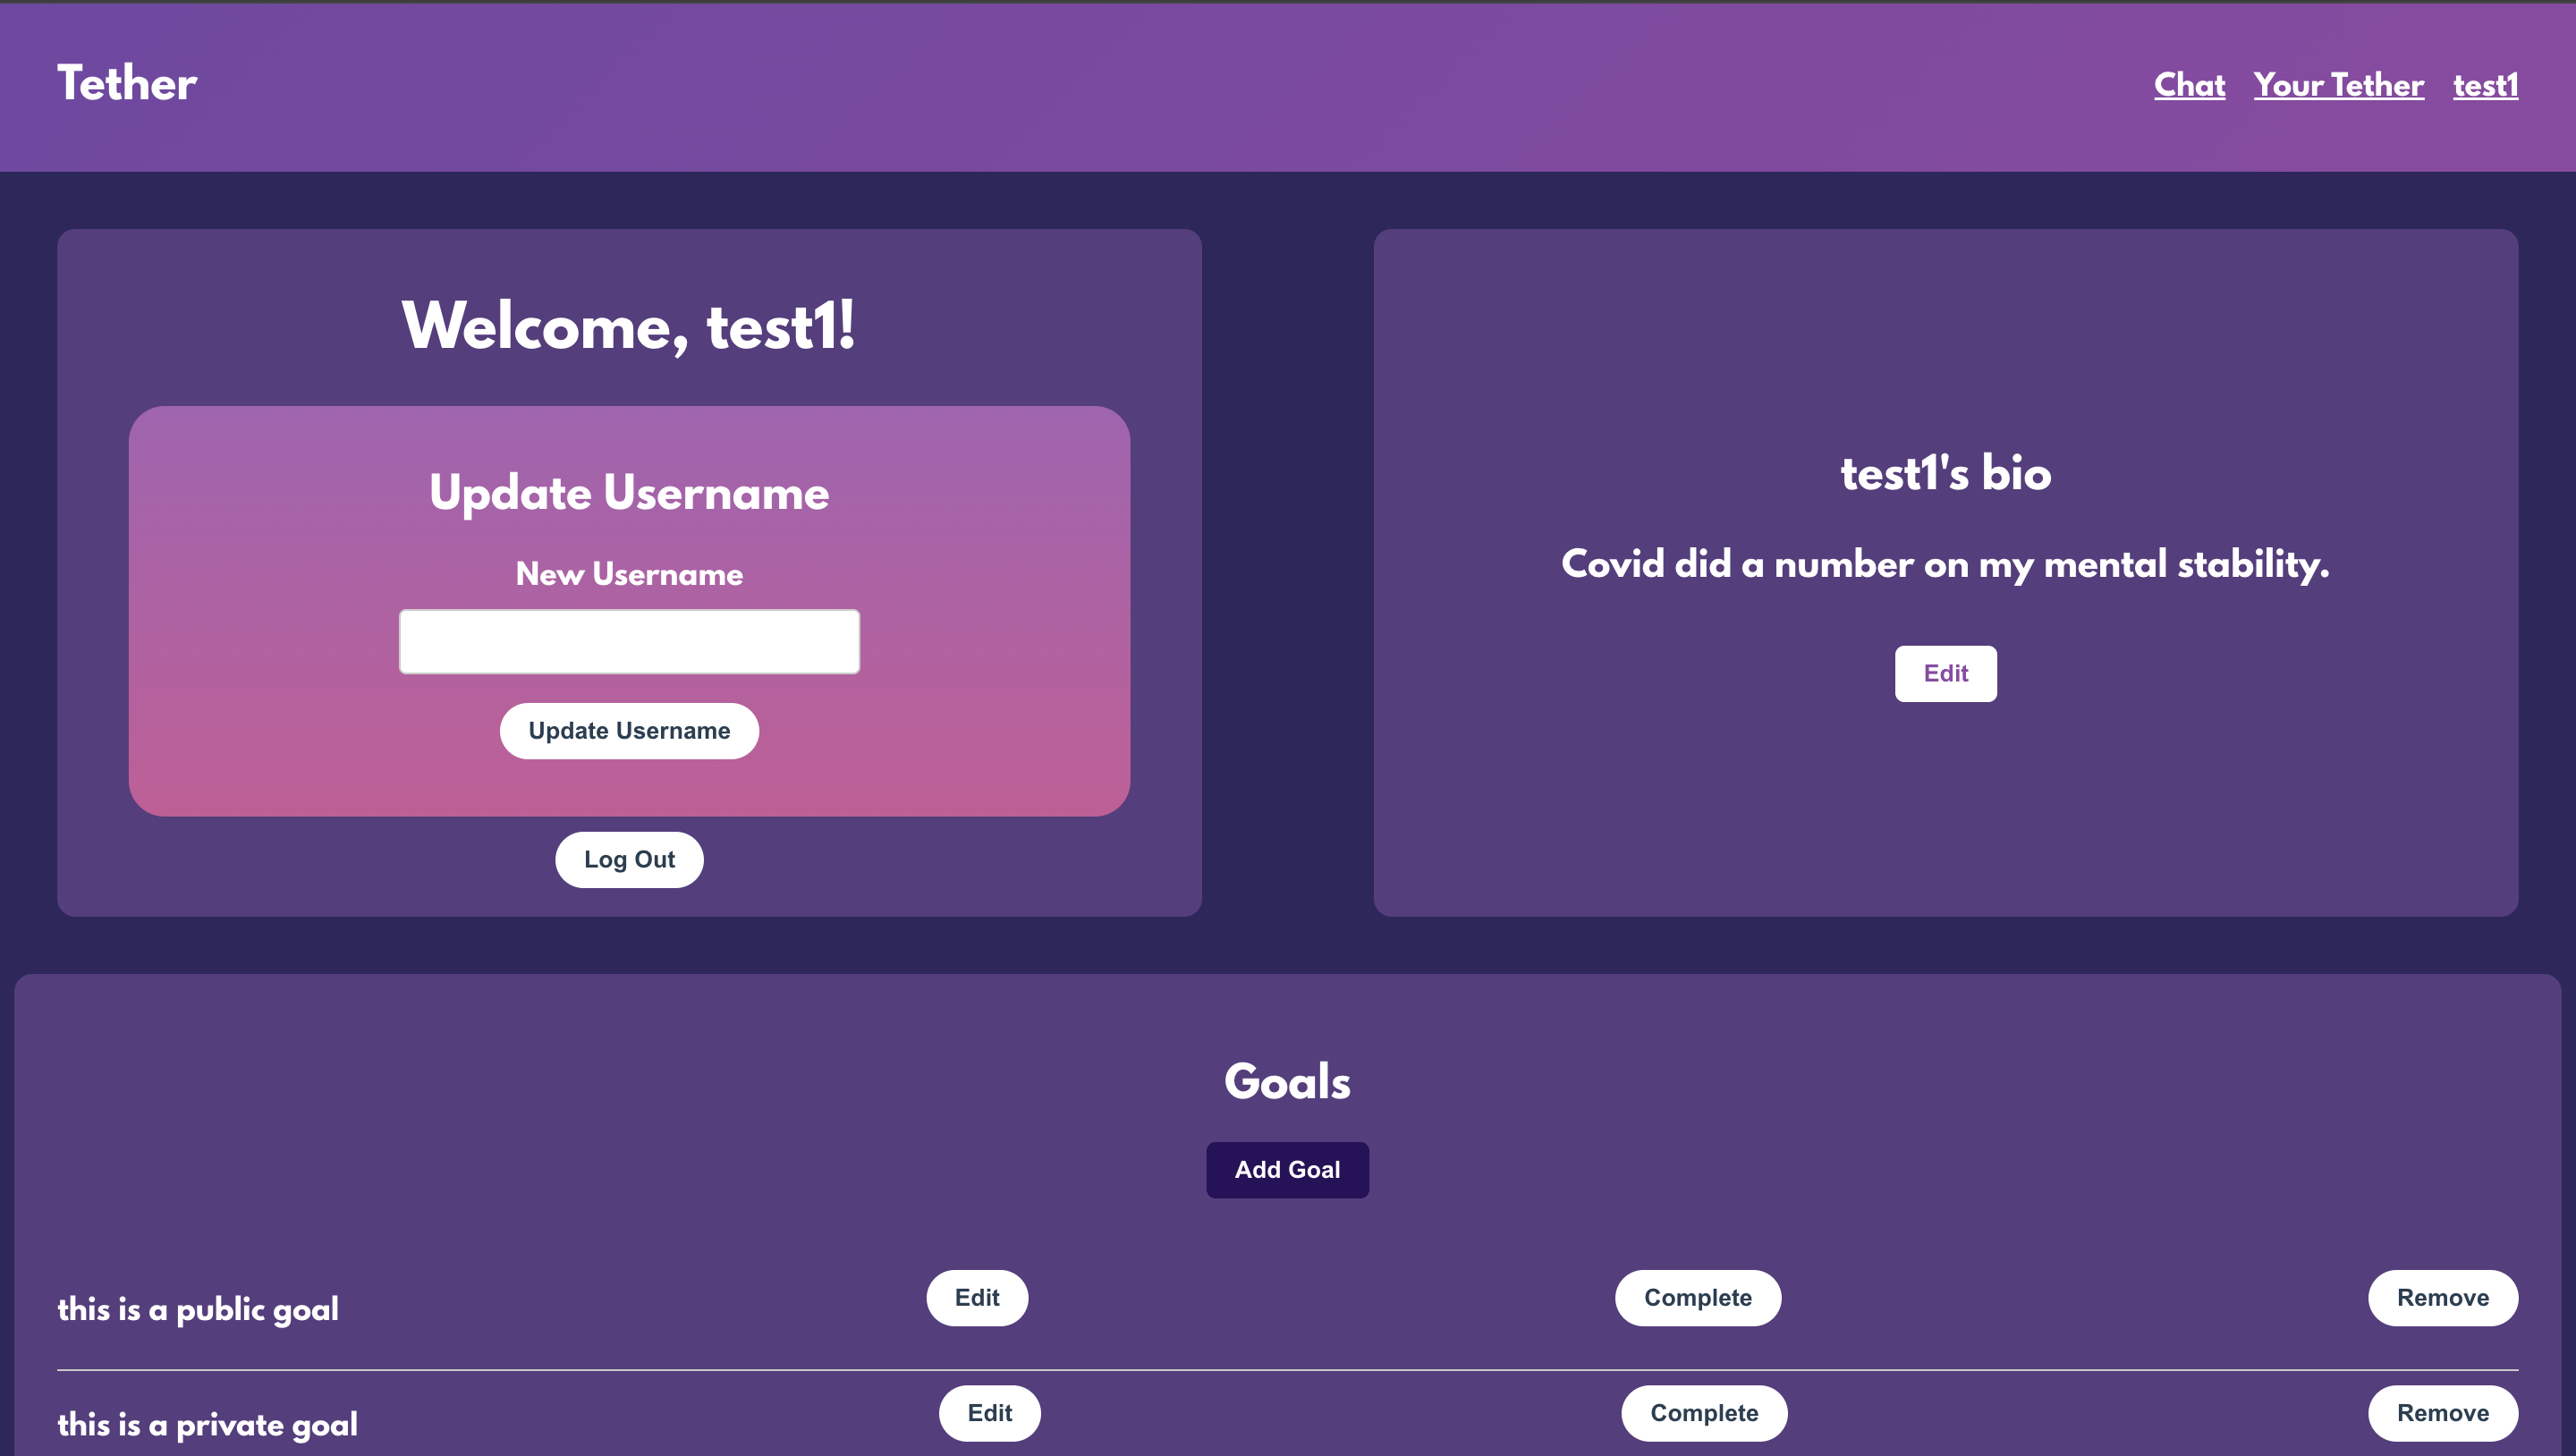 Tether
Chat Your Tether test1
Welcome, test1!
Update Username
New Username
Update Username
Log Out
test1's bio
Covid did a number on my mental stability.
Edit
Goals
Add Goal
this is a public goal Edit Complete Remove
this is a private goal Edit Complete Remove